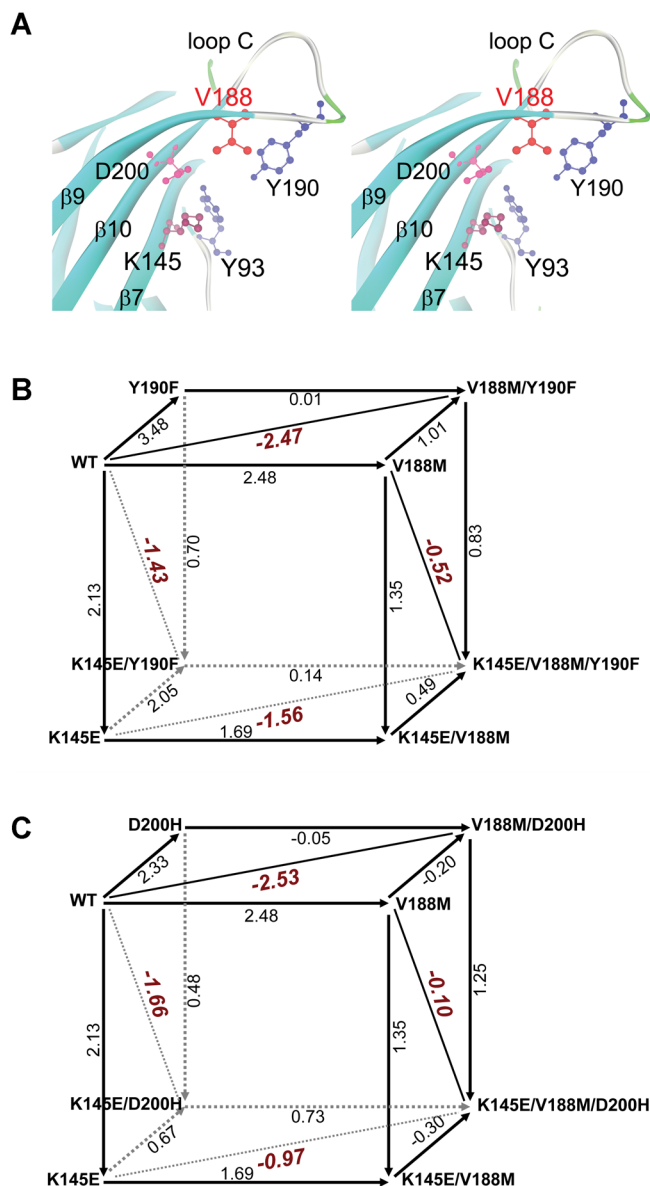 A
loop C
loop C
V188
V188
D200
D200
Y190
Y190
β9
β9
β10
β10
K145
K145
Y93
Y93
β7
β7
B
Y190F
V188M/Y190F
0.01
3.48
-2.47
1.01
WT
V188M
2.48
-1.43
0.70
-0.52
0.83
2.13
1.35
K145E/Y190F
K145E/V188M/Y190F
0.14
2.05
-1.56
0.49
1.69
K145E
K145E/V188M
C
D200H
V188M/D200H
-0.05
2.33
-2.53
-0.20
WT
V188M
2.48
-1.66
0.48
-0.10
1.25
2.13
1.35
K145E/D200H
K145E/V188M/D200H
0.73
0.67
-0.97
-0.30
1.69
K145E
K145E/V188M